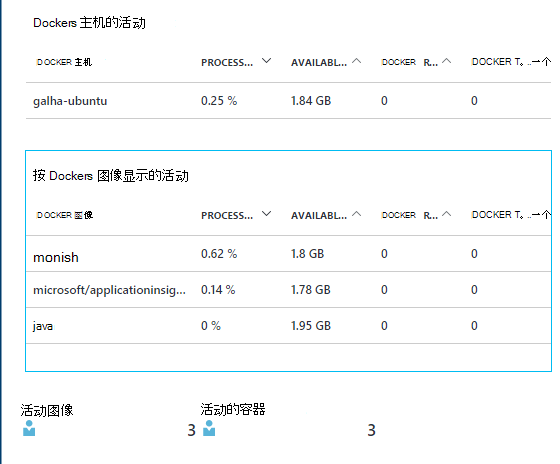 Dockers 主机的活动
DOCKER 主机 PROCESS... AVAILABL... DOCKER R... DOCKER T。..一个
galha-ubuntu 0.25 % 1.84 GB 0 0
按 Dockers 图像显示的活动
DOCKER 图像 PROCESS... AVAILABL... DOCKER R... DOCKER T。..一个
monish 0.62 % 1.8 GB 0 0
microsoft/applicationinsig... 0.14 % 1.78 GB 0 0
java 0 % 1.95 GB 0 0
活动图像 活动的容器
3 3